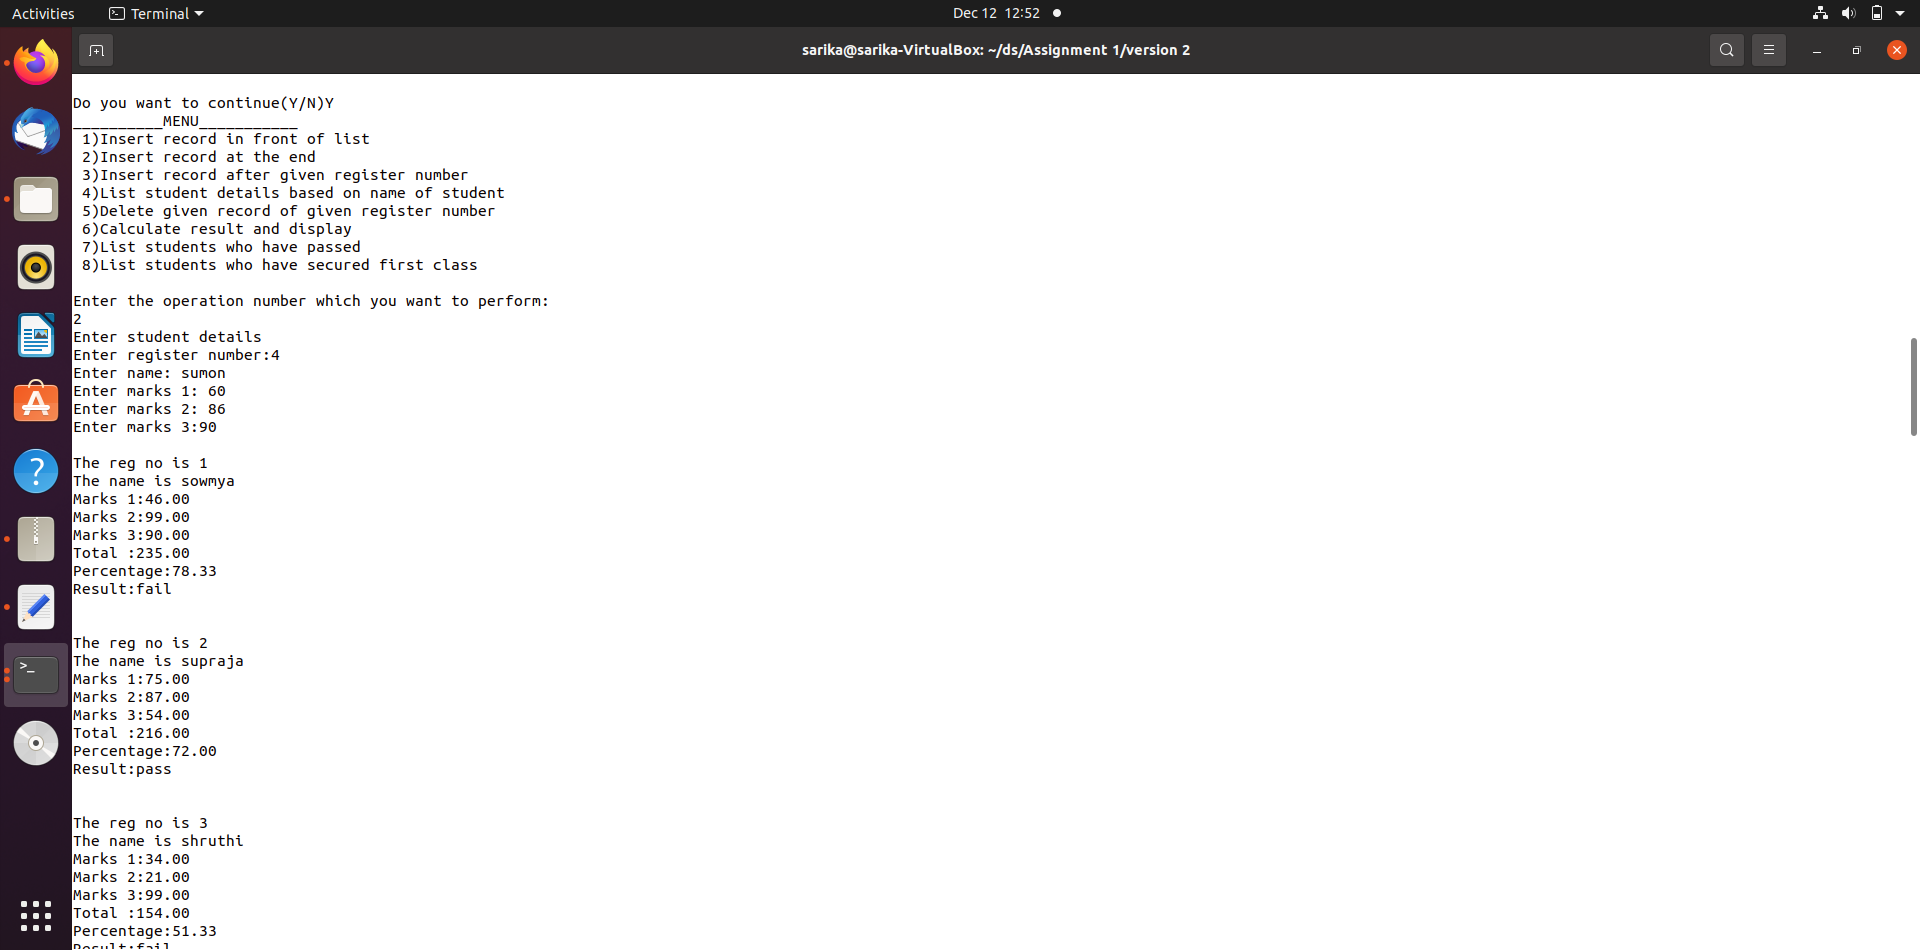 Activities
Terminal
Dec 12 12:52
sarika@sarika-VirtualBox: ~/ds/Assignment 1/version 2
Do you want to continue(Y/N)Y
__________MENU___________
1)Insert record in front of list
2)Insert record at the end
3)Insert record after given register number
4)List student details based on name of student
5)Delete given record of given register number
6)Calculate result and display
7)List students who have passed
8)List students who have secured first class
Enter the operation number which you want to perform:
2
Enter student details
Enter register number:4
Enter name: sumon
Enter marks 1: 60
Enter marks 2: 86
Enter marks 3:90
The reg no is 1
The name is sowmya
Marks 1:46.00
Marks 2:99.00
Marks 3:90.00
Total :235.00
Percentage:78.33
Result:fail
The reg no is 2
The name is supraja
Marks 1:75.00
Marks 2:87.00
Marks 3:54.00
Total :216.00
Percentage:72.00
Result:pass
The reg no is 3
The name is shruthi
Marks 1:34.00
Marks 2:21.00
Marks 3:99.00
Total :154.00
Percentage:51.33
Result:fail